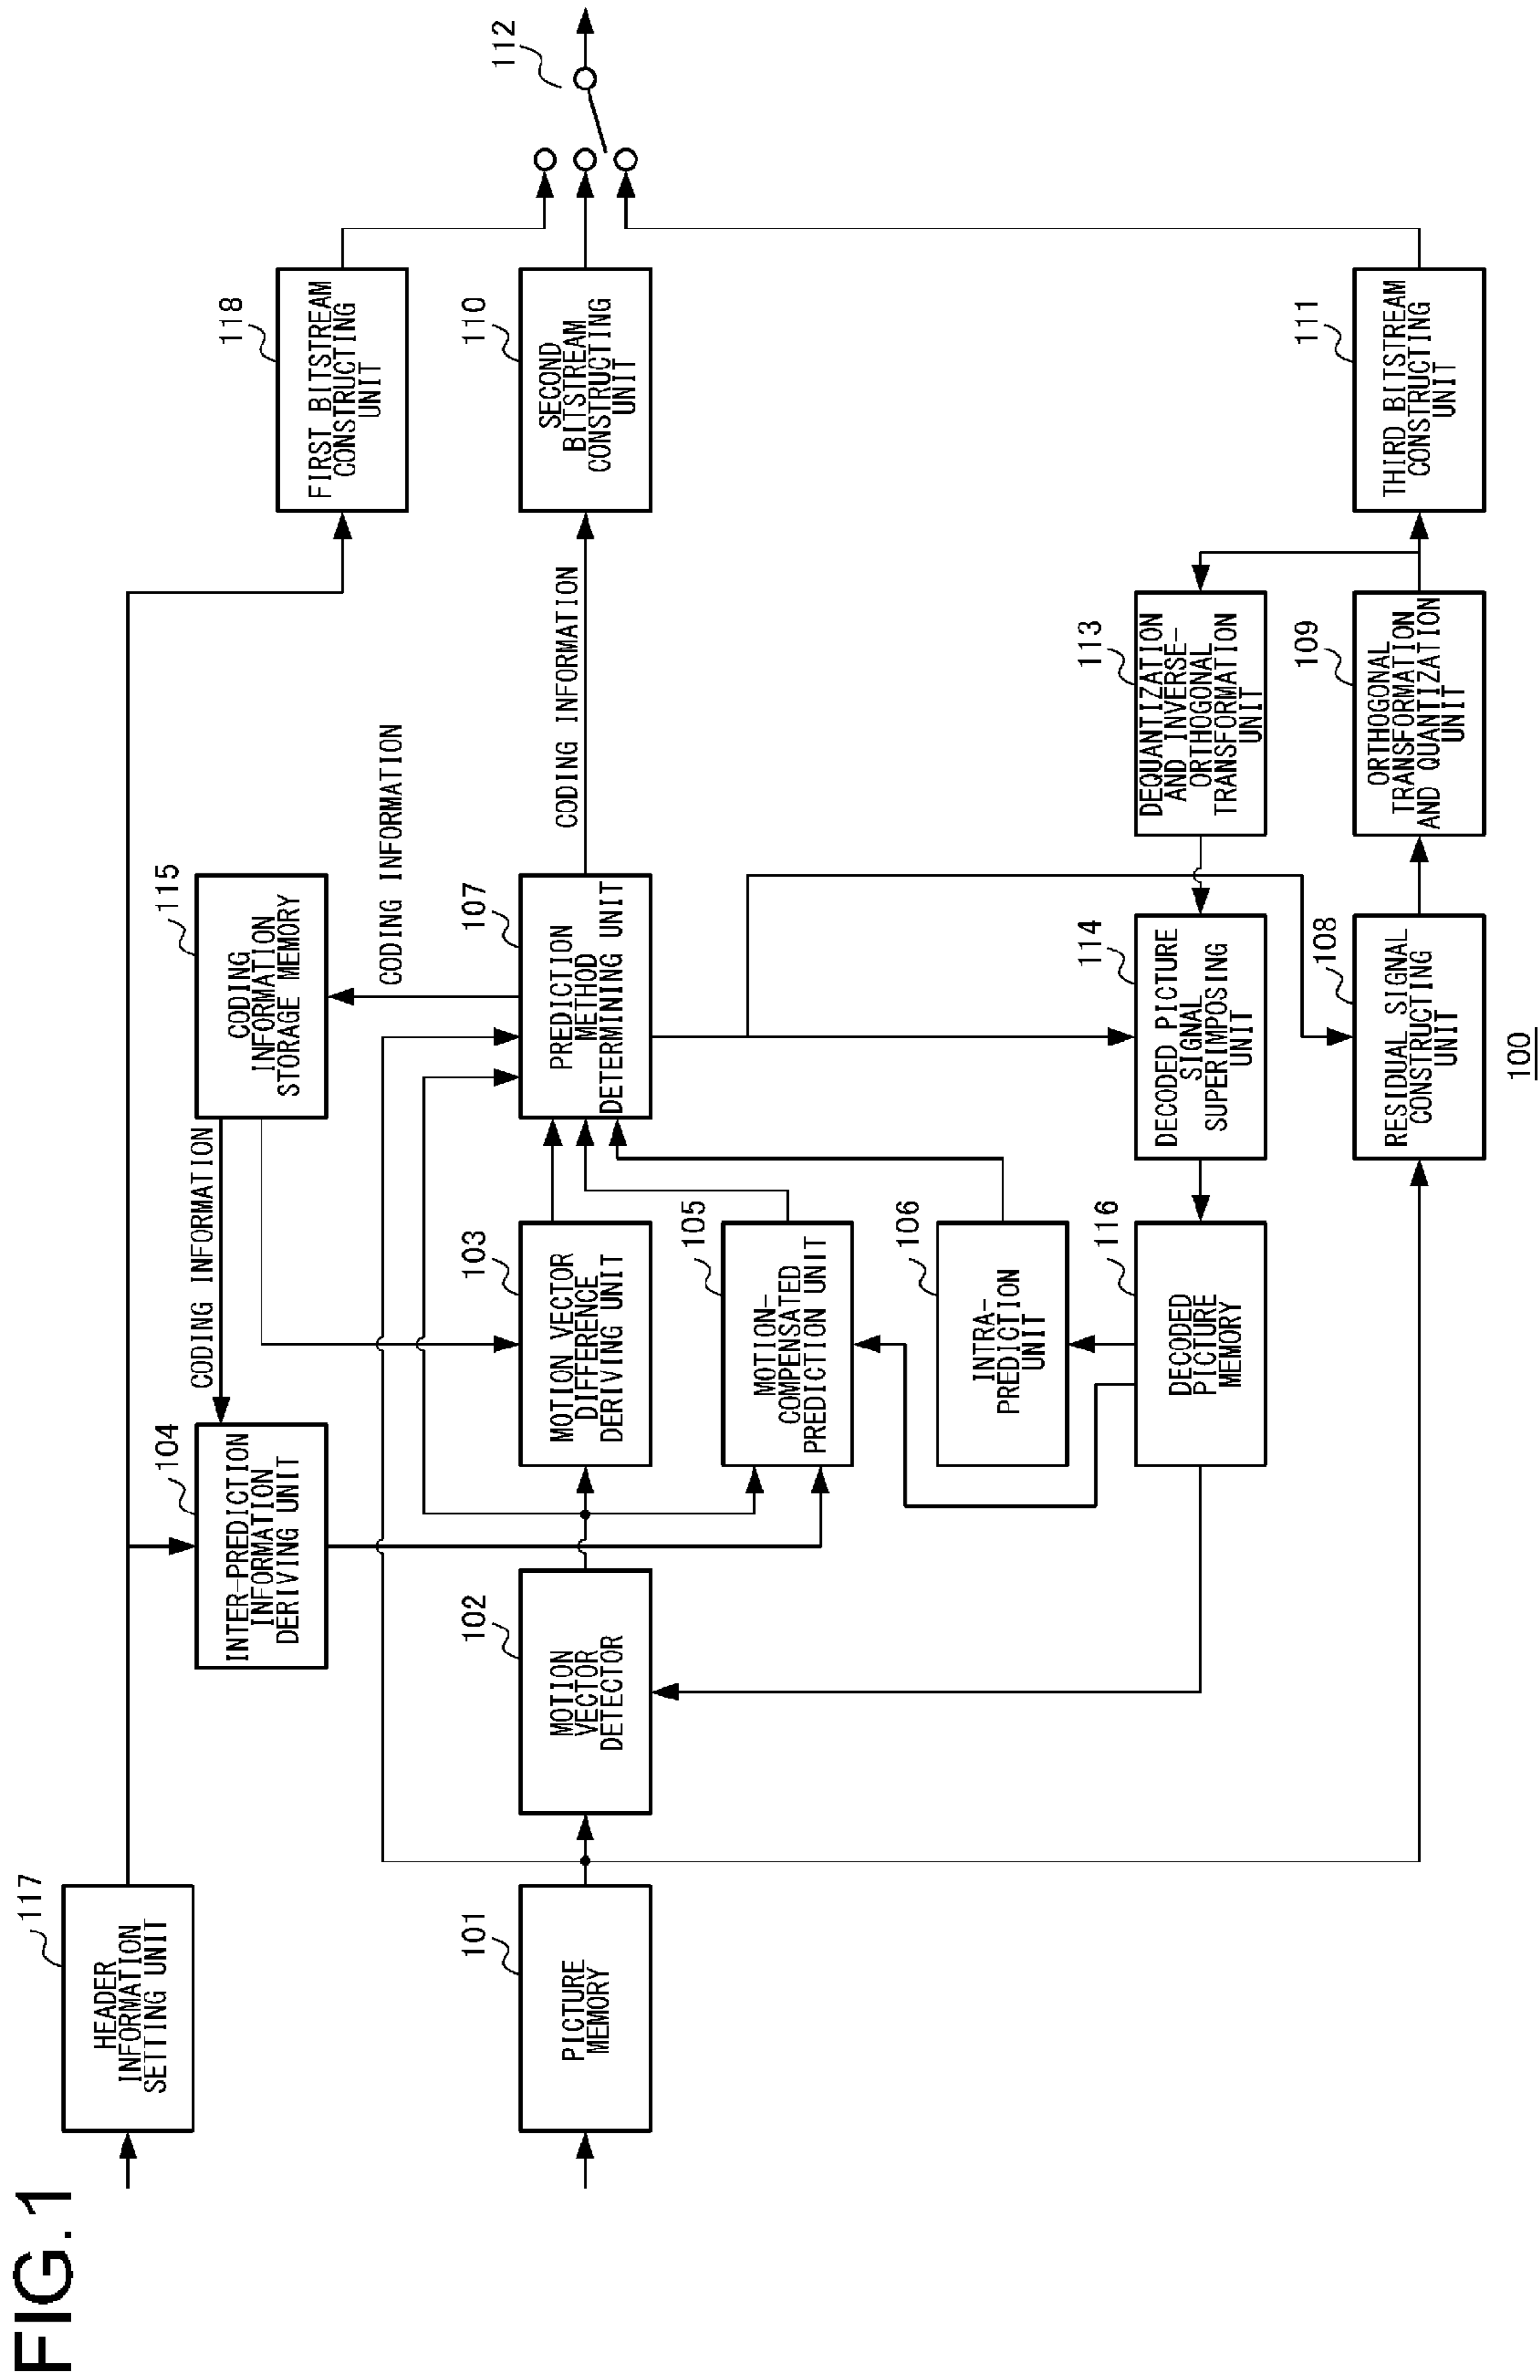 FIG.1
117
HEADER
INFORMATION
SETTING UNIT
104
INTER-PREDICTION
INFORMATION
DERIVING UNIT
CODING INFORMATION
115
CODING
INFORMATION
STORAGE MEMORY
CODING INFORMATION
118
FIRST BITSTREAM
CONSTRUCTING
UNIT
112
101
PICTURE
MEMORY
102
MOTION
VECTOR
DETECTOR
103
MOTION VECTOR
DIFFERENCE
DERIVING UNIT
107
PREDICTION
METHOD
DETERMINING UNIT
CODING INFORMATION
110
SECOND
BITSTREAM
CONSTRUCTING
UNIT
105
MOTION-
COMPENSATED
PREDICTION UNIT
106
INTRA-
PREDICTION
UNIT
116
DECODED
PICTURE
MEMORY
114
DECODED PICTURE
SIGNAL
SUPERIMPOSING
UNIT
113
DEQUANTIZATION
AND INVERSE-
ORTHOGONAL
TRANSFORMATION
UNIT
108
RESIDUAL SIGNAL
CONSTRUCTING
UNIT
109
ORTHOGONAL
TRANSFORMATION
AND QUANTIZATION
UNIT
111
THIRD BITSTREAM
CONSTRUCTING
UNIT
100